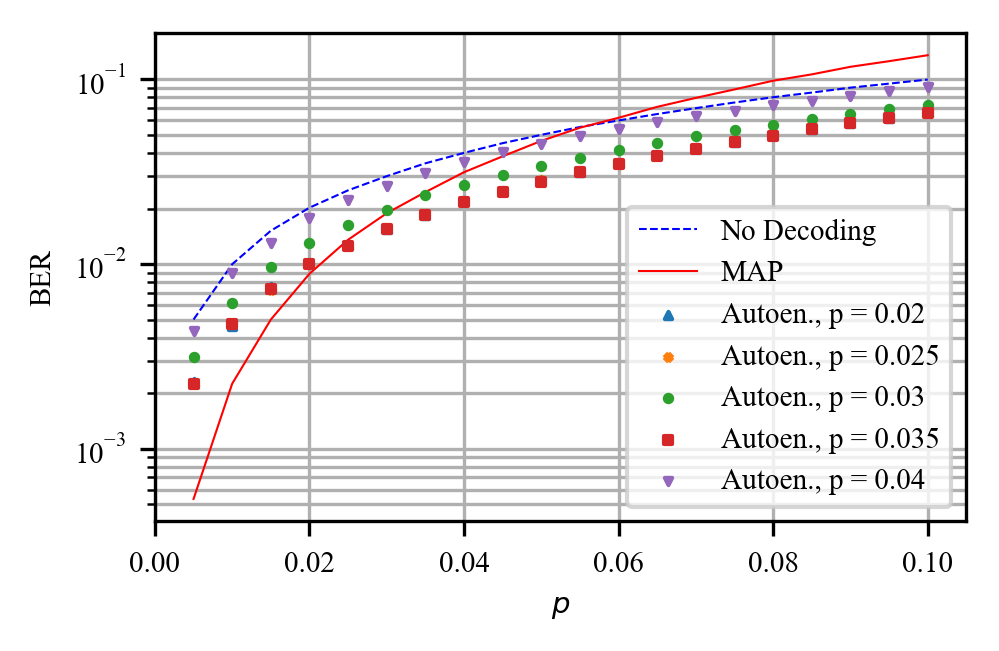 10⁻¹
10⁻²
10⁻³
BER
0.00 0.02 0.04 0.06 0.08 0.10
p
No Decoding
MAP
Autoen., p = 0.02
Autoen., p = 0.025
Autoen., p = 0.03
Autoen., p = 0.035
Autoen., p = 0.04